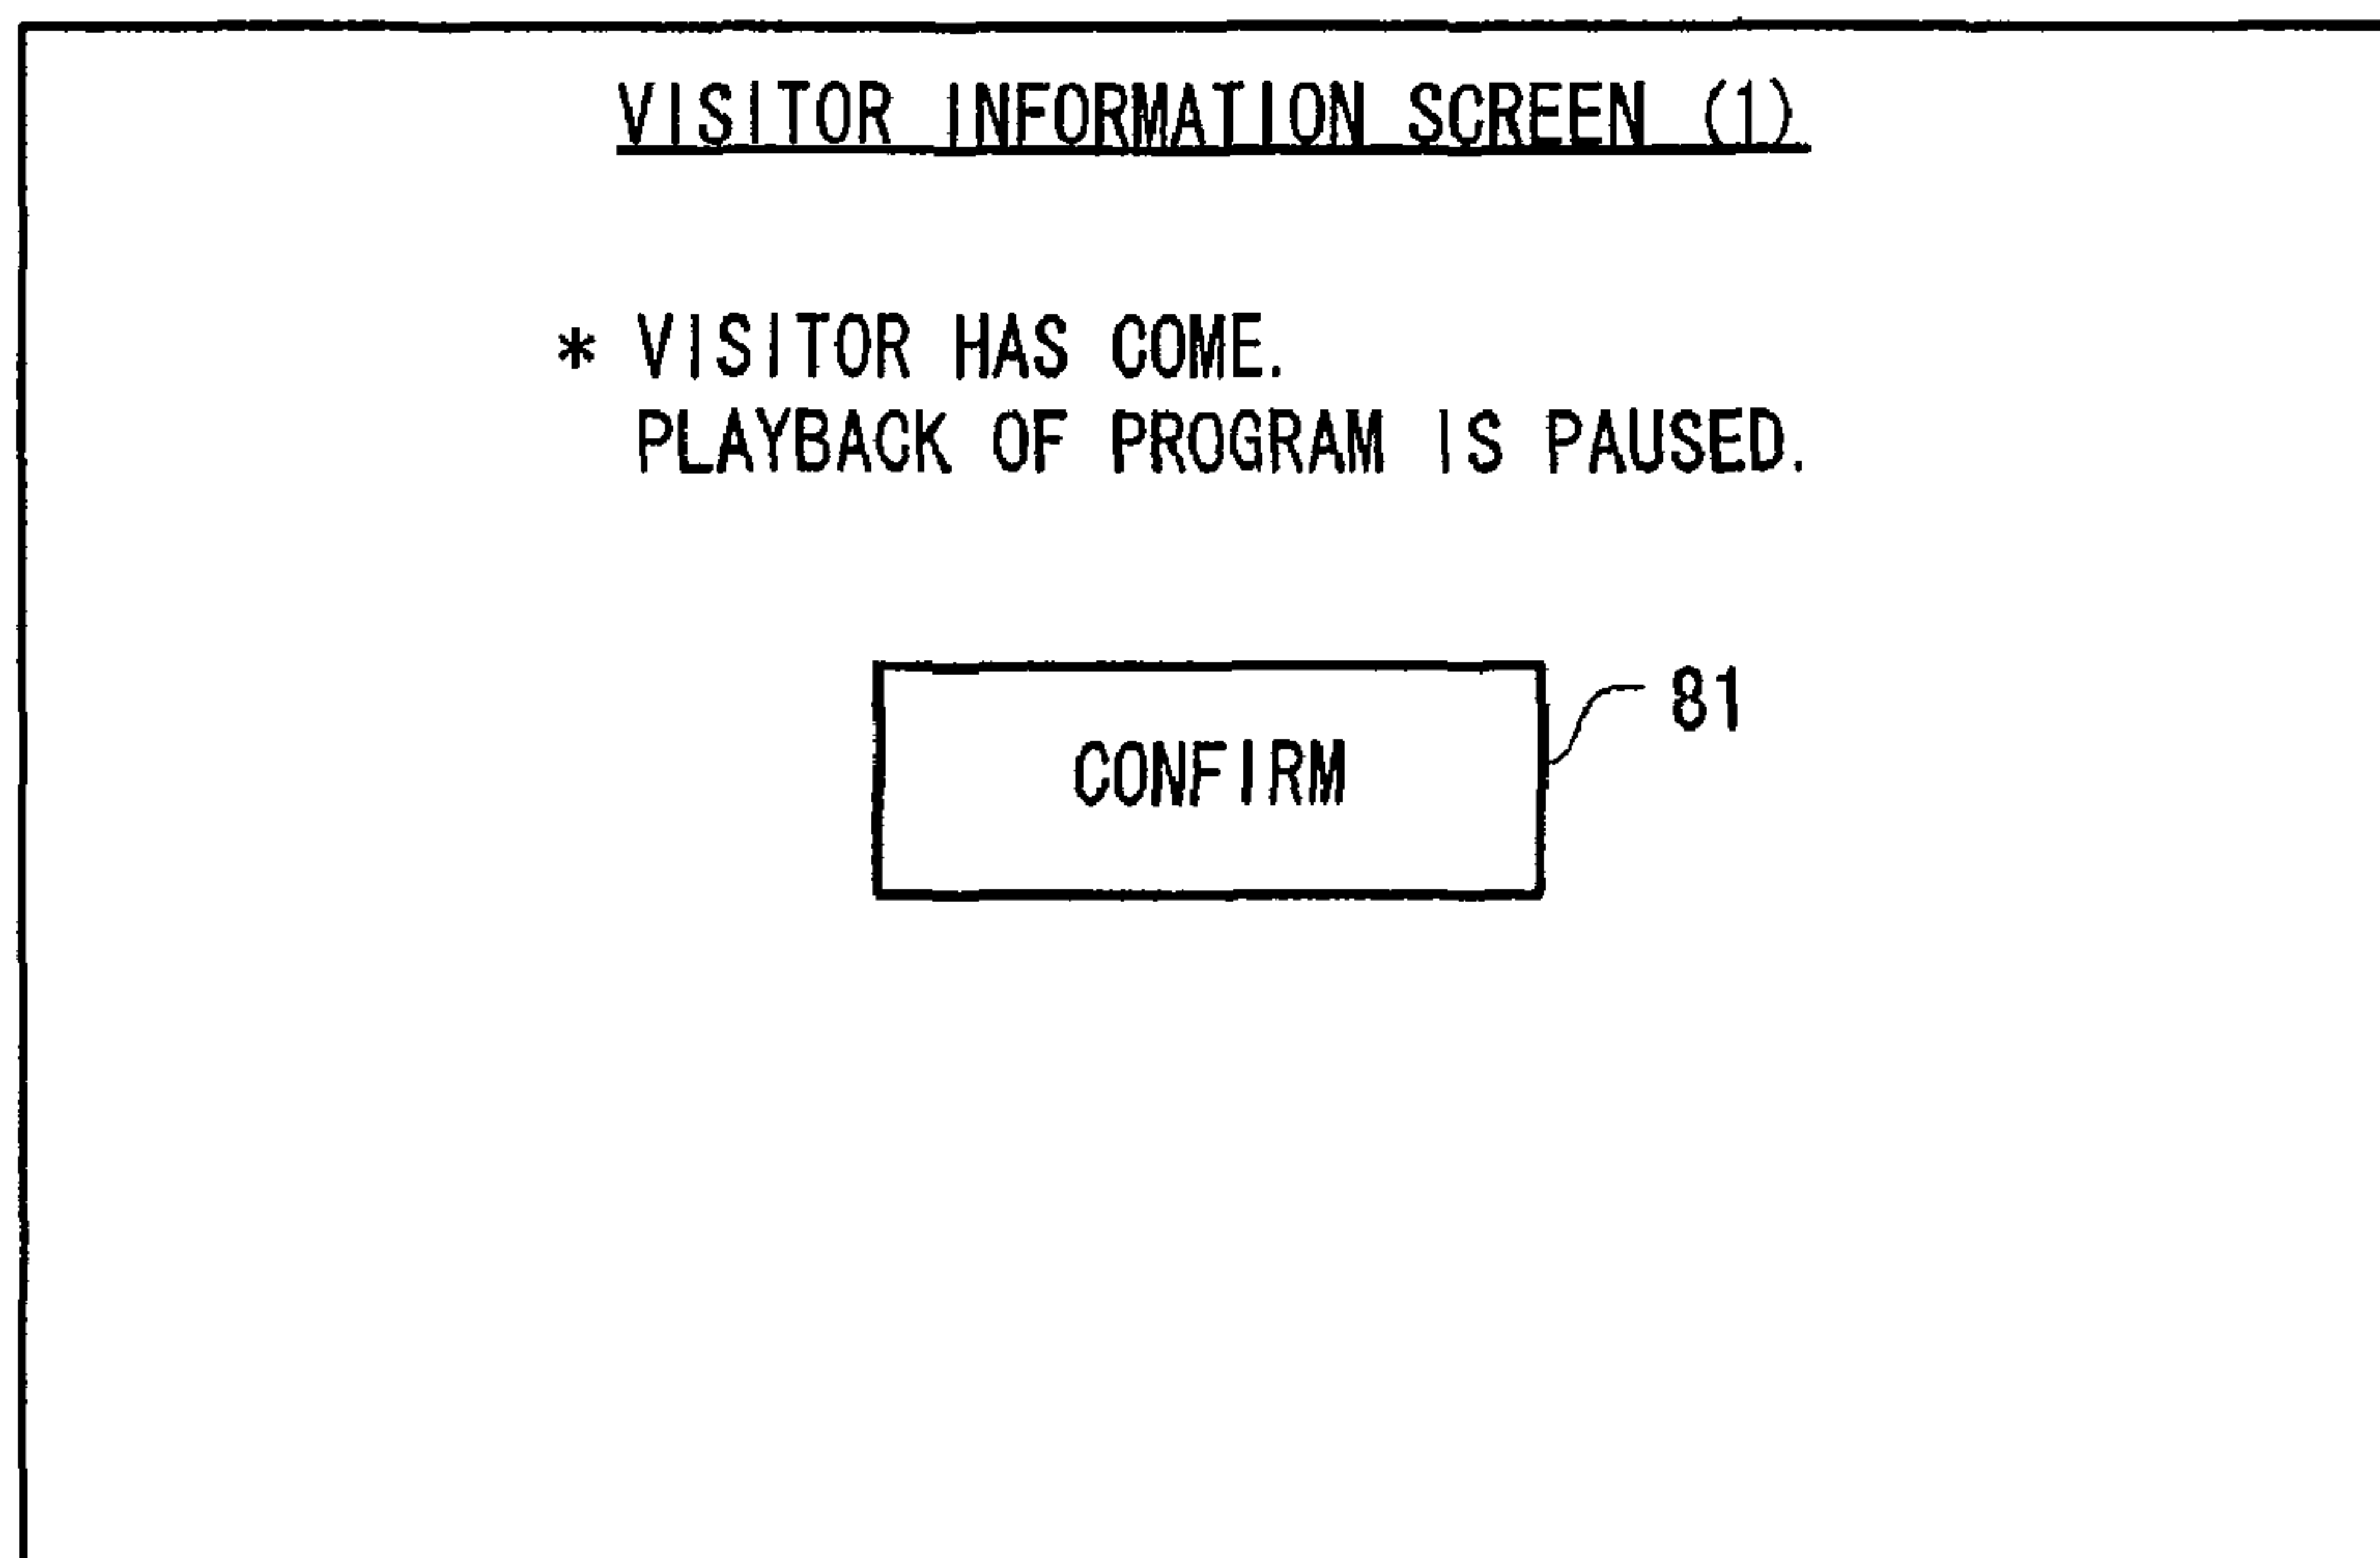 VISITOR INFORMATION SCREEN (1)
* VISITOR HAS COME.
PLAYBACK OF PROGRAM IS PAUSED.
81
CONFIRM